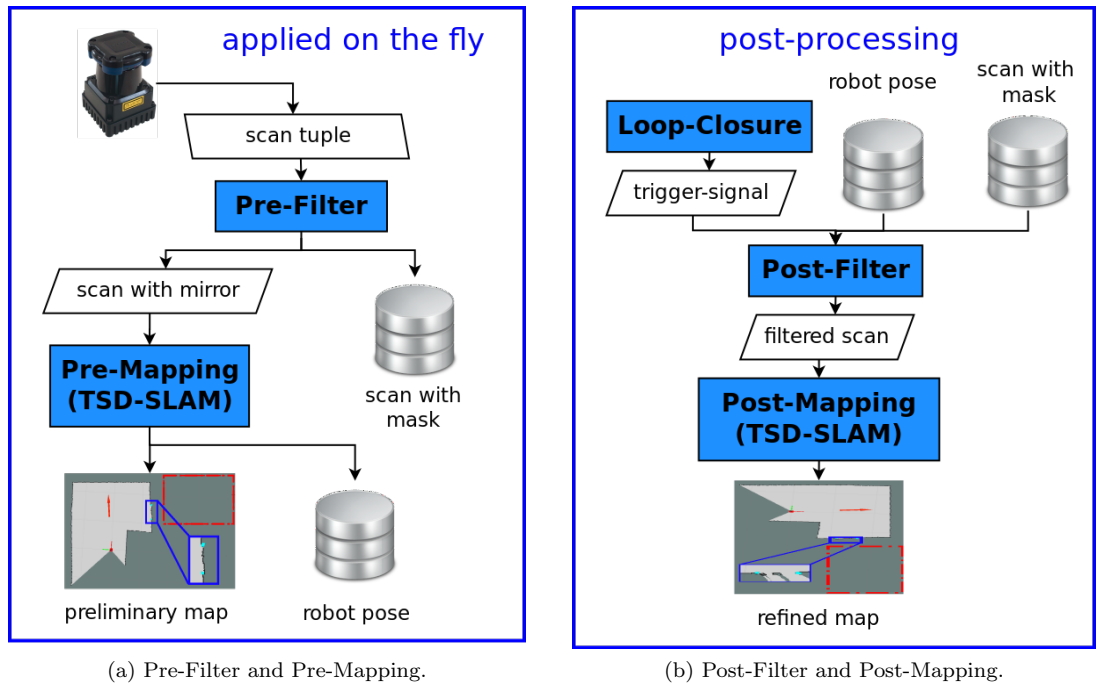 applied on the fly
scan tuple
Pre-Filter
scan with mirror
scan with
mask
Pre-Mapping
(TSD-SLAM)
preliminary map
robot pose
(a) Pre-Filter and Pre-Mapping.
post-processing
robot pose
scan with
mask
Loop-Closure
trigger-signal
Post-Filter
filtered scan
Post-Mapping
(TSD-SLAM)
refined map
(b) Post-Filter and Post-Mapping.